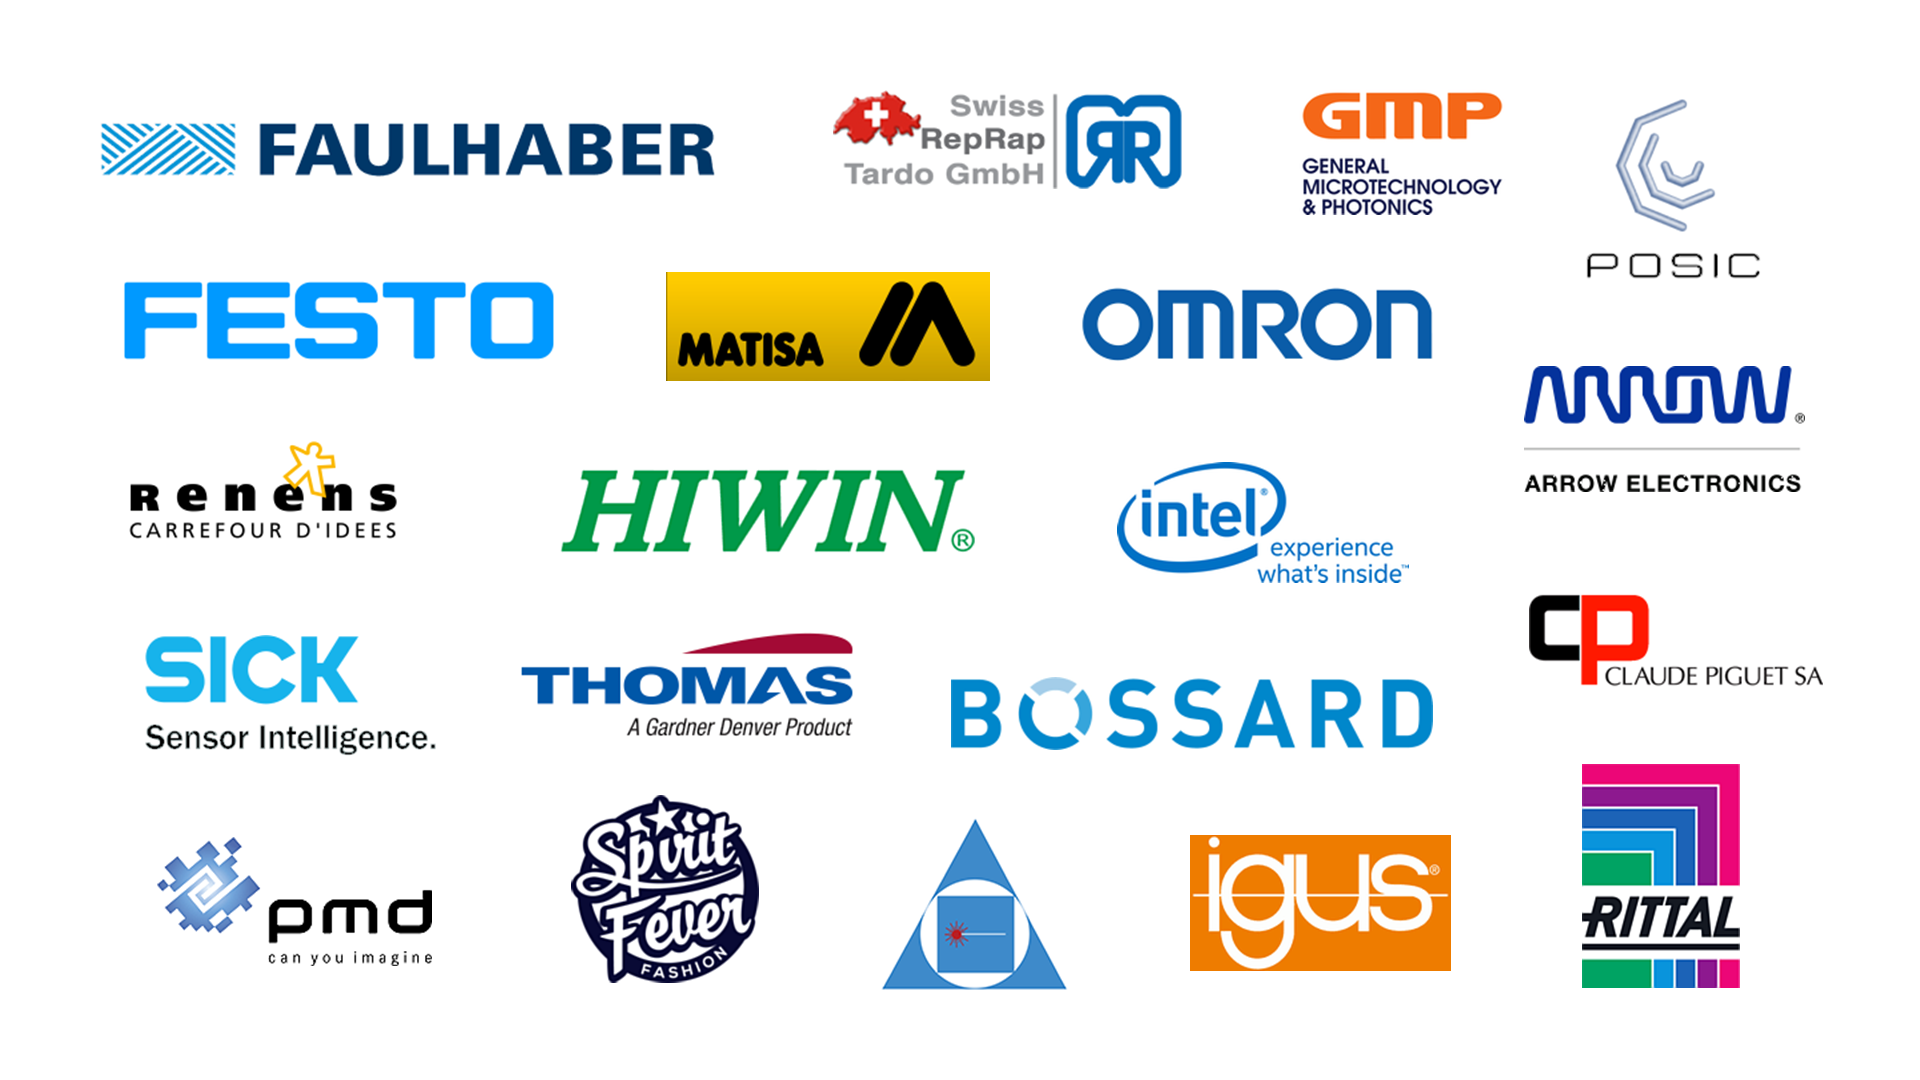 FAULHABER
Swiss
RepRap
Tardo GmbH
RR
GMP
GENERAL
MICROTECHNOLOGY
& PHOTONICS
POSIC
FESTO
MATISA
OMRON
ARROW®
ARROW ELECTRONICS
Renens
CARREFOUR D'IDEES
HIWIN®
intel®
experience
what's inside™
CP
CLAUDE PIGUET SA
SICK
Sensor Intelligence.
THOMAS
A Gardner Denver Product
BOSSARD
pmd
can you imagine
Spirit
Fever
FASHION
igus®
RITTAL